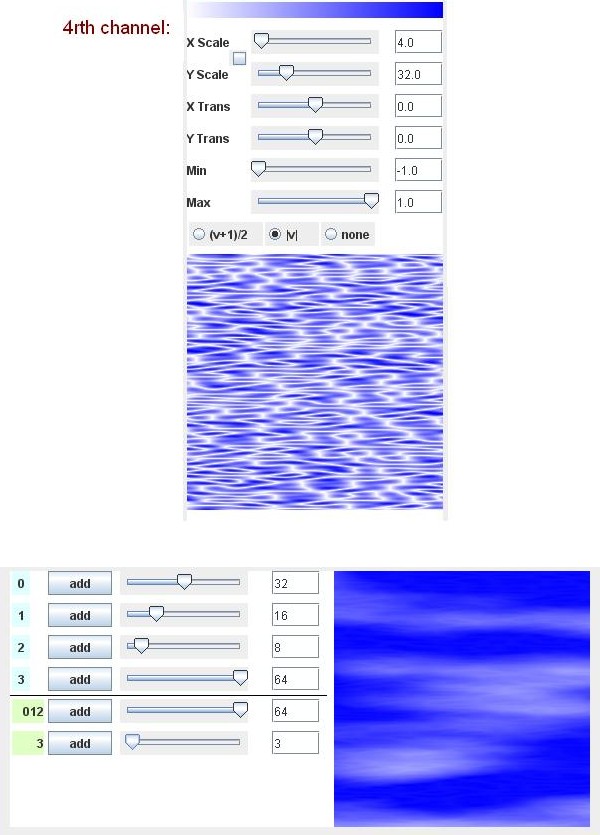 4rth channel:
X Scale 4.0
Y Scale 32.0
X Trans 0.0
Y Trans 0.0
Min -1.0
Max 1.0
(v+1)/2 |v| none
0 add 32
1 add 16
2 add 8
3 add 64
012 add 64
3 add 3